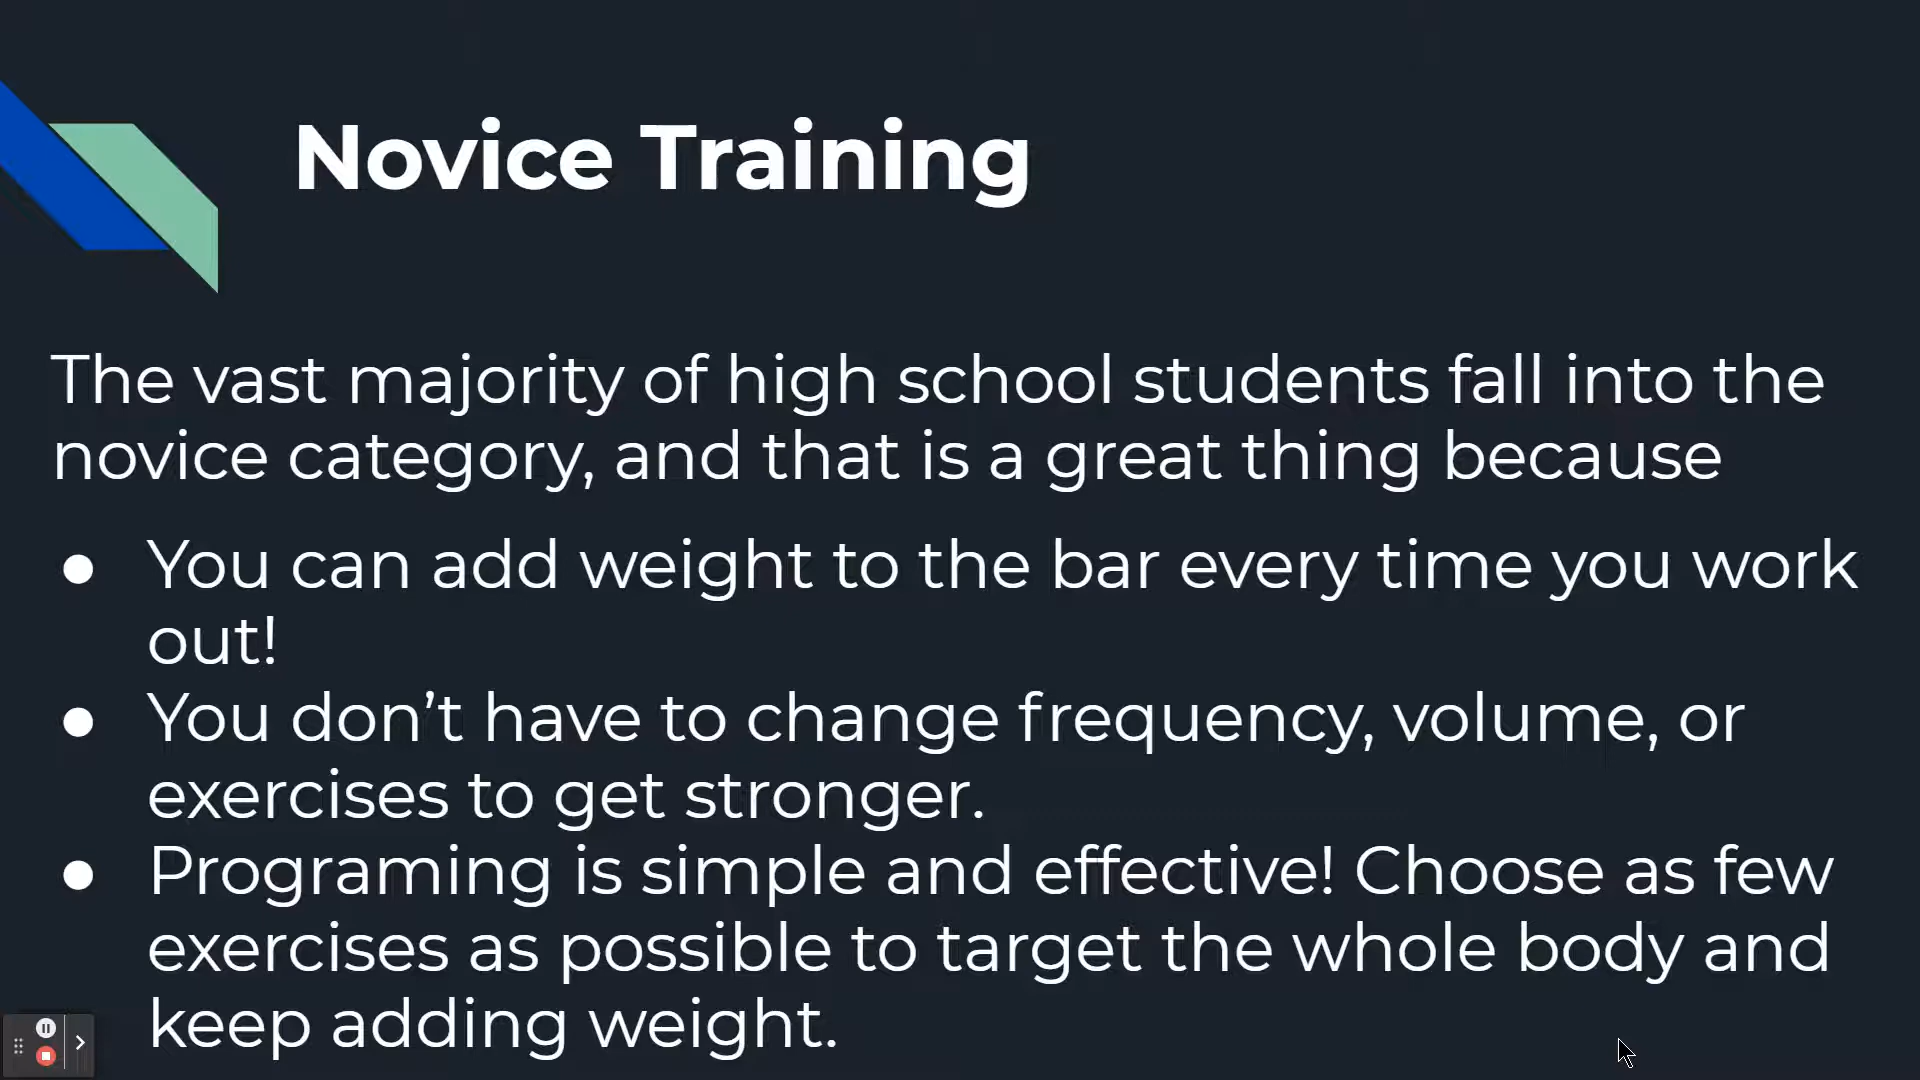 Novice Training
The vast majority of high school students fall into the
novice category, and that is a great thing because
● You can add weight to the bar every time you work
out!
● You don’t have to change frequency, volume, or
exercises to get stronger.
● Programing is simple and effective! Choose as few
exercises as possible to target the whole body and
keep adding weight.